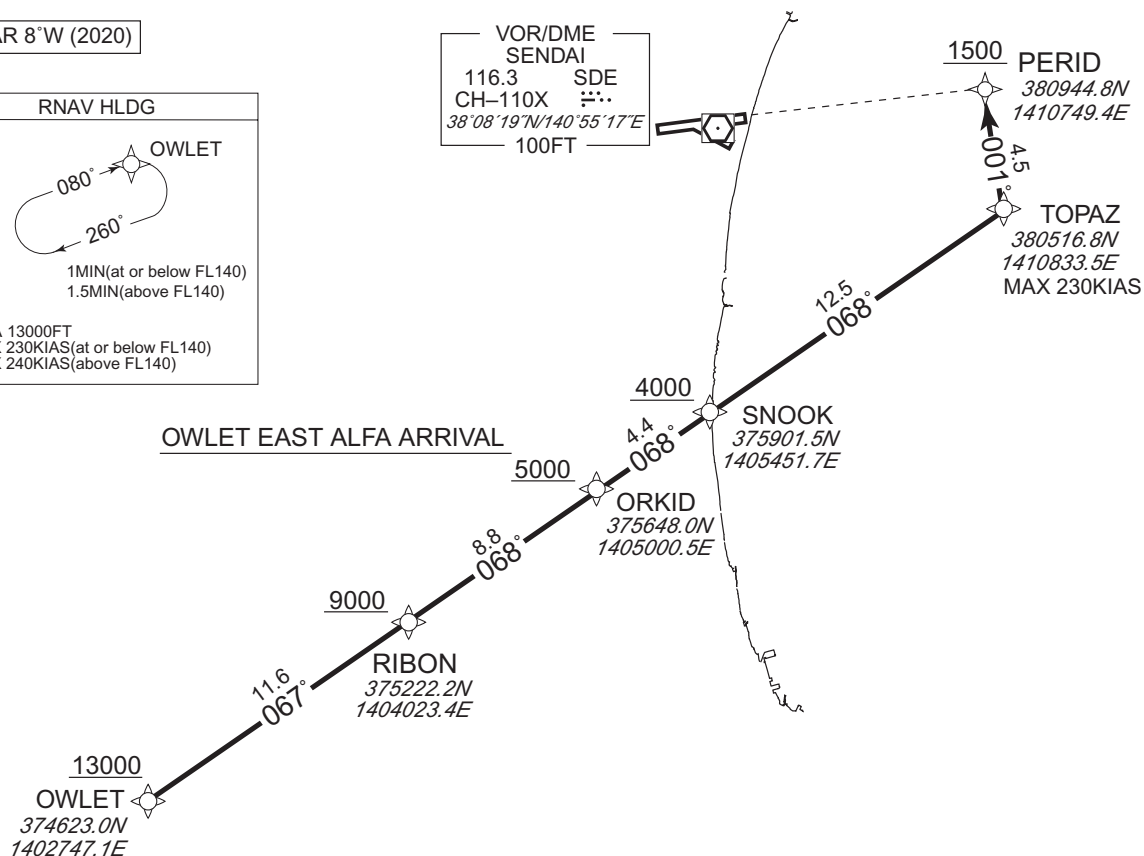 AR 8°W (2020)
RNAV HLDG
OWLET
080°
260°
1MIN(at or below FL140)
1.5MIN(above FL140)
13000FT
230KIAS(at or below FL140)
240KIAS(above FL140)
VOR/DME
SENDAI
116.3 SDE
CH–110X
38°08′19″N/140°55′17″E
100FT
1500
PERID
380944.8N
1410749.4E
4.5
001°
TOPAZ
380516.8N
1410833.5E
MAX 230KIAS
12.5
068°
4000
SNOOK
375901.5N
1405451.7E
OWLET EAST ALFA ARRIVAL
4.4
068°
5000
ORKID
375648.0N
1405000.5E
8.8
068°
9000
RIBON
375222.2N
1404023.4E
11.6
067°
13000
OWLET
374623.0N
1402747.1E